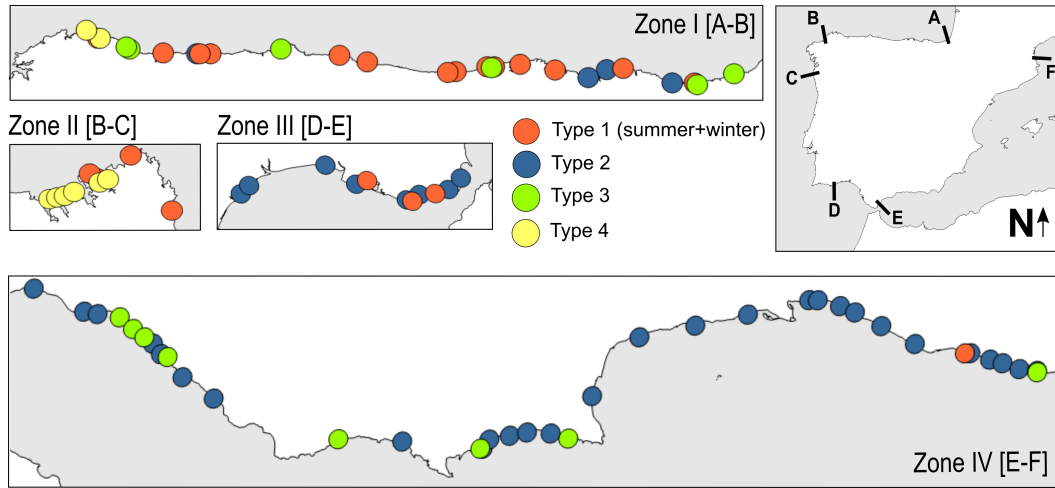 Zone I [A-B]
Zone II [B-C]
Zone III [D-E]
Type 1 (summer+winter)
Type 2
Type 3
Type 4
B
A
C
F
D
E
N
Zone IV [E-F]